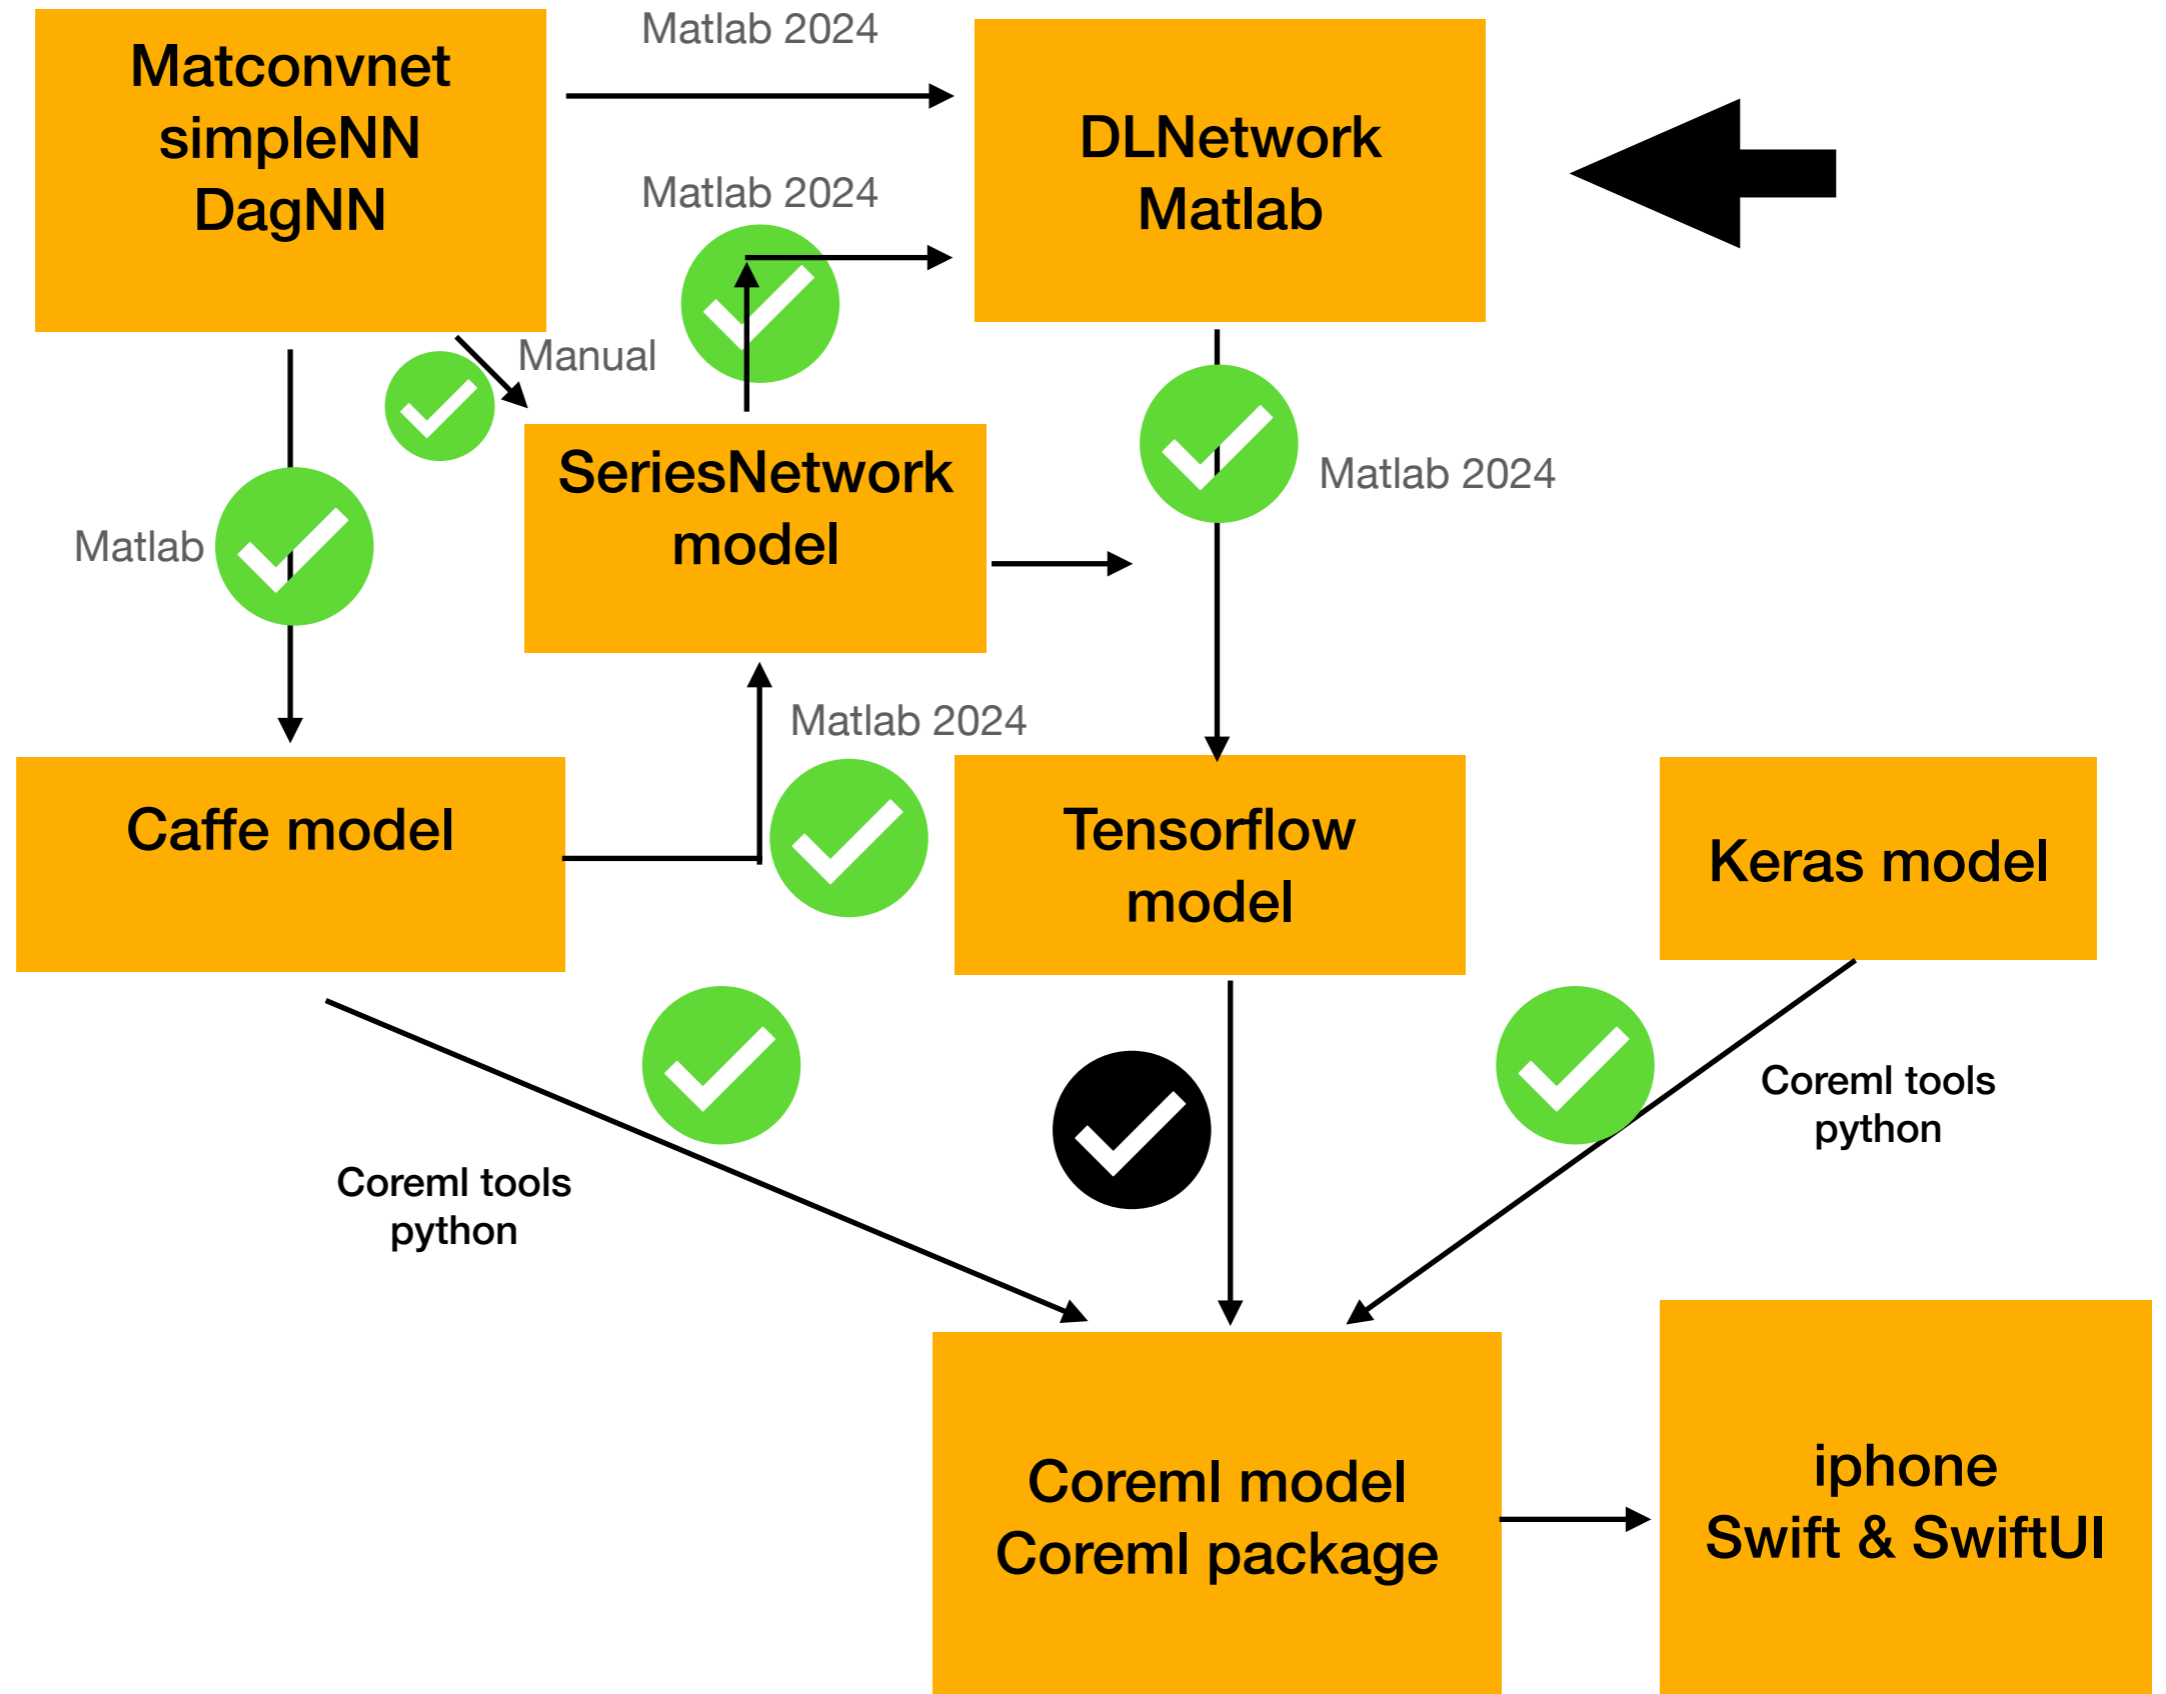 Matconvnet
simpleNN
DagNN
Matlab 2024
DLNetwork
Matlab
Matlab 2024
Manual
SeriesNetwork
model
Matlab 2024
Matlab
Matlab 2024
Caffe model
Tensorflow
model
Keras model
Coreml tools
python
Coreml tools
python
Coreml model
Coreml package
iphone
Swift & SwiftUI